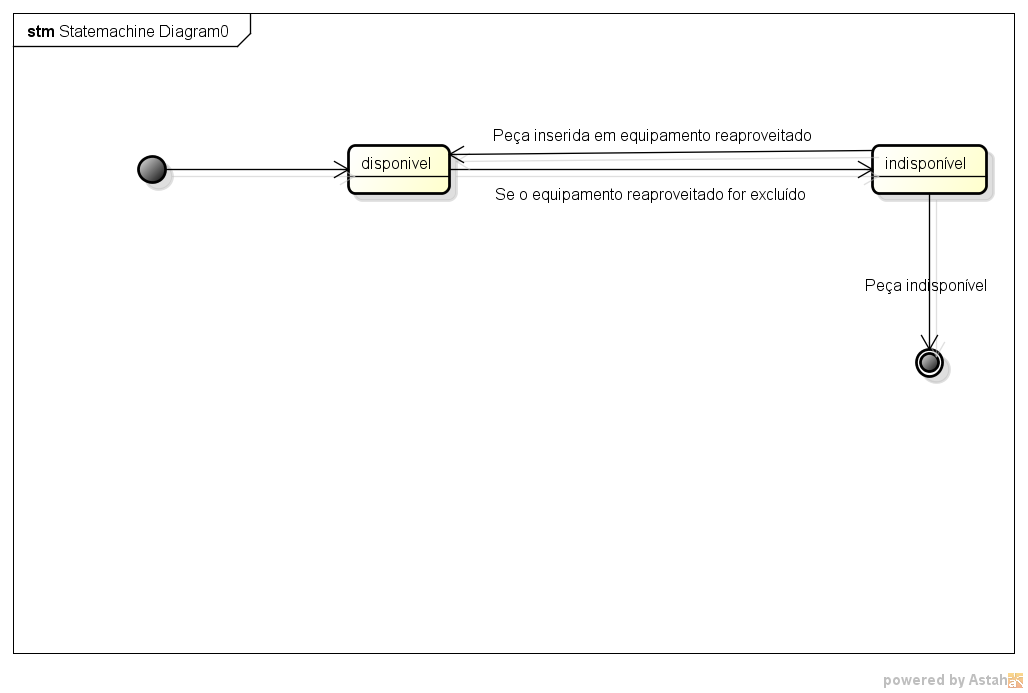 stm Statemachine Diagram0
Peça inserida em equipamento reaproveitado
disponivel
indisponível
Se o equipamento reaproveitado for excluído
Peça indisponível
powered by Astah